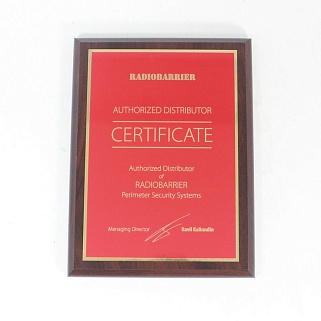 RADIOBARRIER
AUTHORIZED DISTRIBUTOR
CERTIFICATE
Authorized Distributor
of
RADIOBARRIER
Perimeter Security Systems
Managing Director